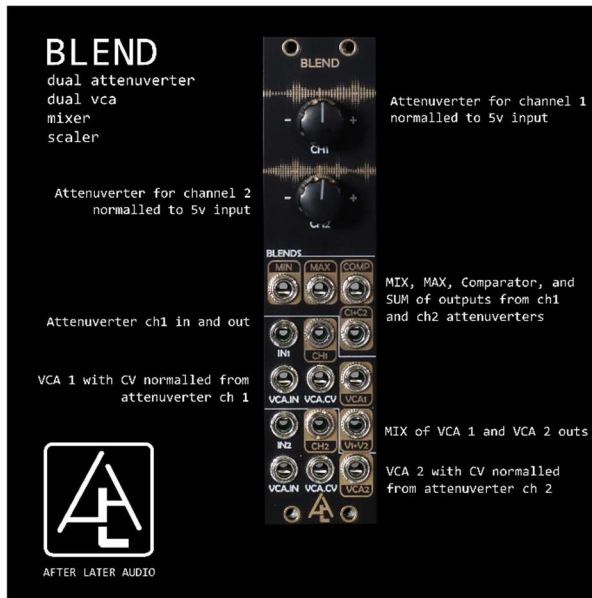 BLEND
dual attenuverter
dual vca
mixer
scaler
BLEND
Attenuverter for channel 1
normalled to 5v input
- +
CH1
Attenuverter for channel 2
normalled to 5v input
- +
CH2
BLENDS
MIN MAX COMP
MIX, MAX, Comparator, and
SUM of outputs from ch1
and ch2 attenuverters
C1+C2
Attenuverter ch1 in and out
IN1 CH1
VCA 1 with CV normalled from
attenuverter ch 1
VCA.IN VCA.CV VCA1
MIX of VCA 1 and VCA 2 outs
IN2 CH2 V1+V2
VCA 2 with CV normalled
from attenuverter ch 2
VCA.IN VCA.CV VCA2
AFTER LATER AUDIO